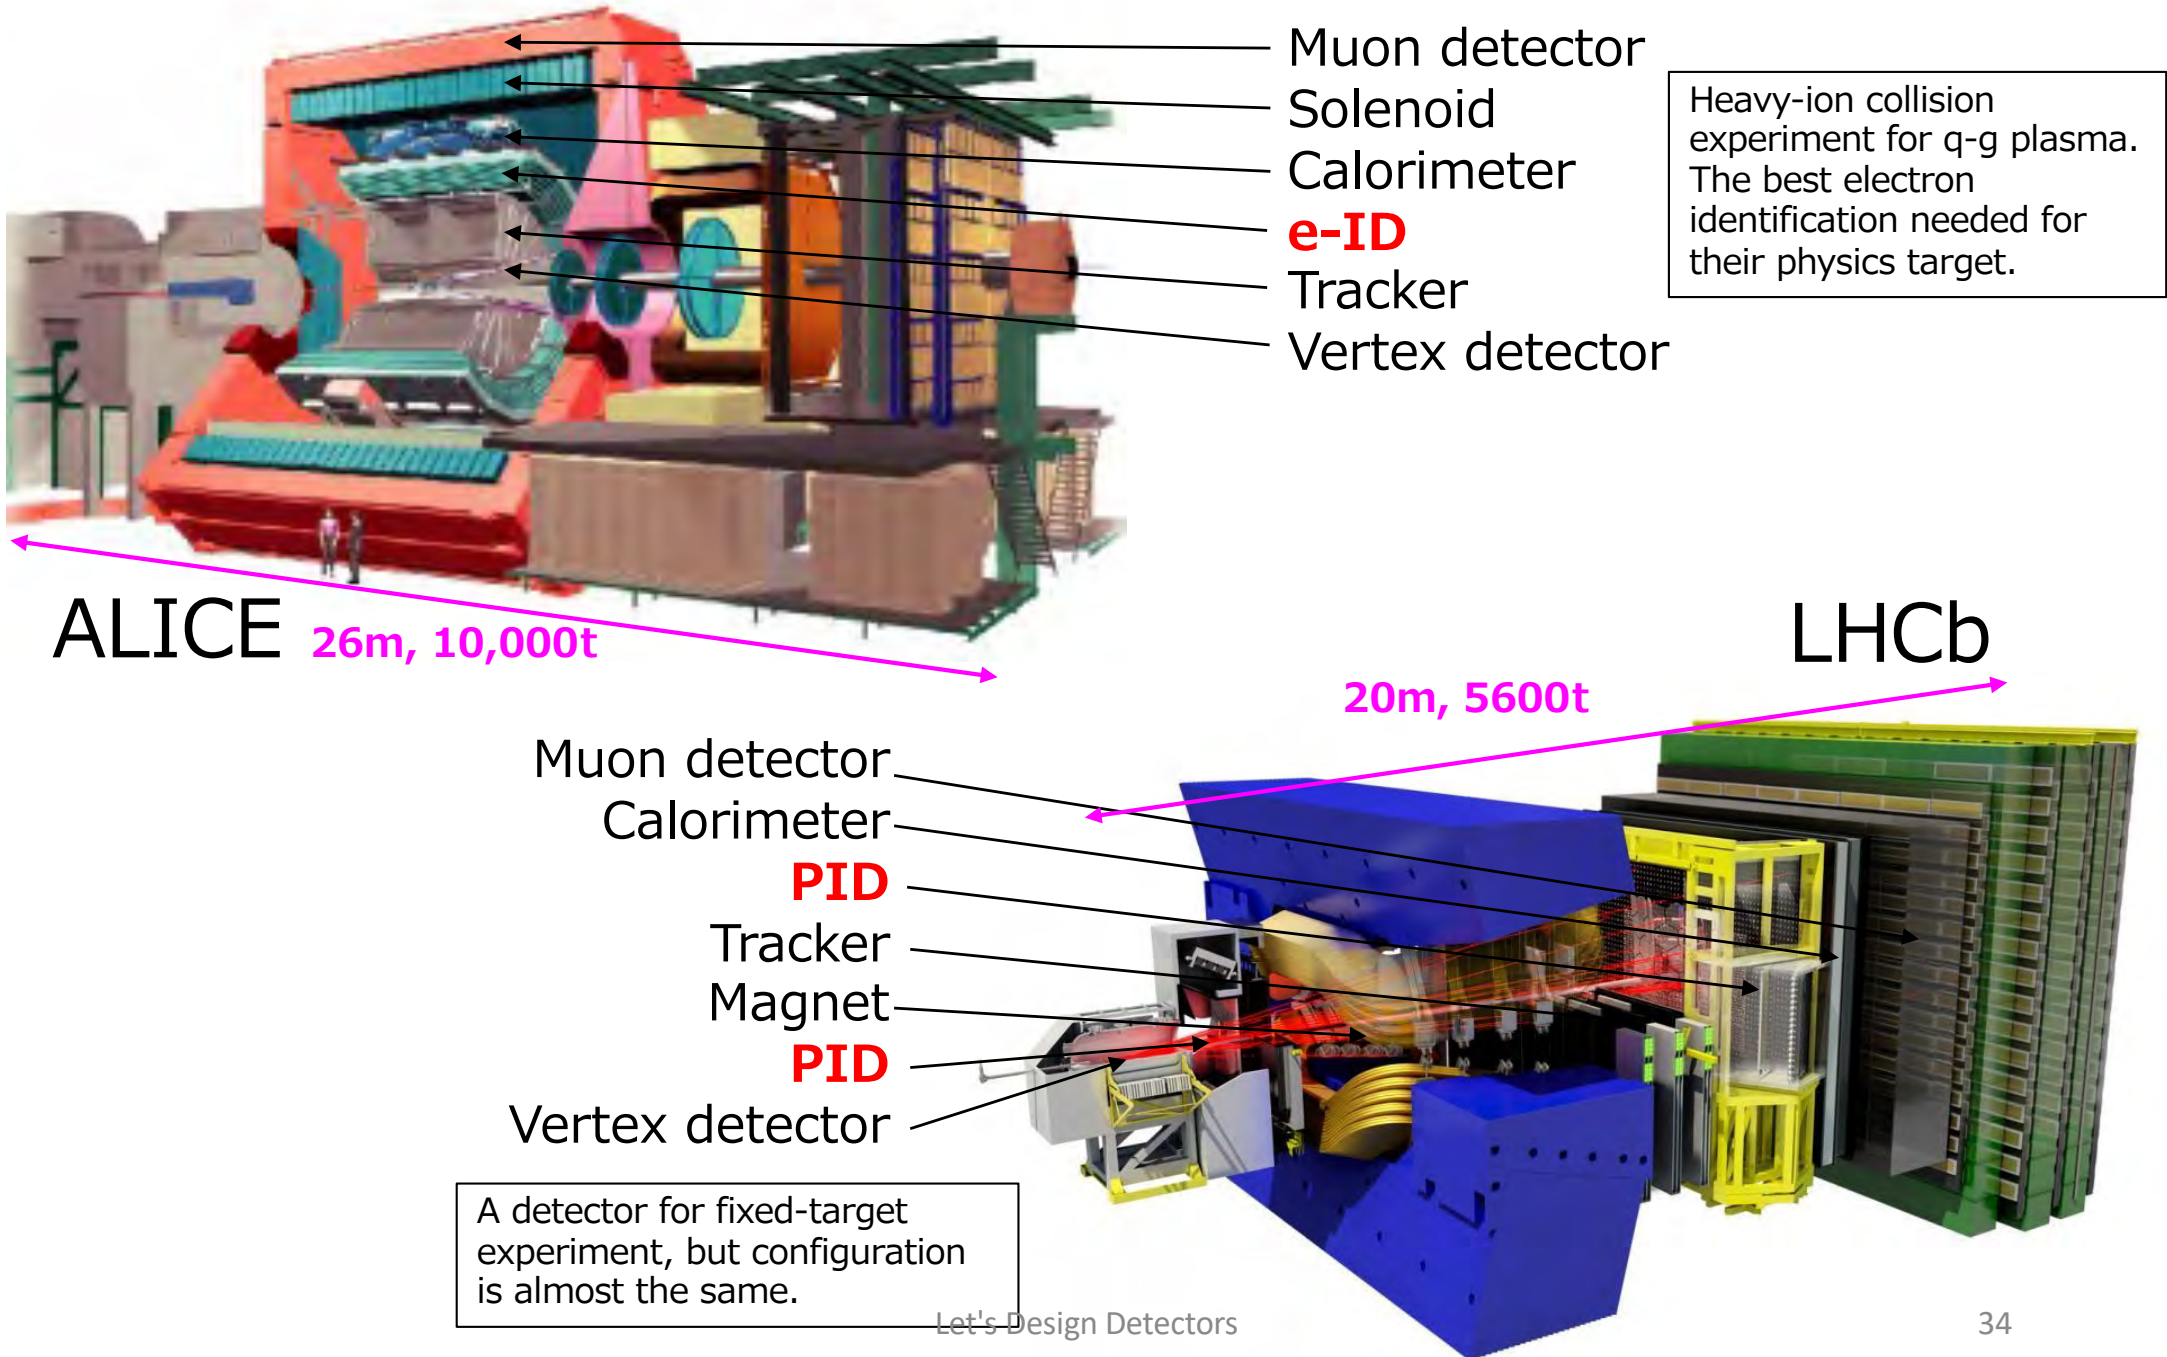 Muon detector
Solenoid
Calorimeter
e-ID
Tracker
Vertex detector
Heavy-ion collision
experiment for q-g plasma.
The best electron
identification needed for
their physics target.
ALICE
26m, 10,000t
LHCb
20m, 5600t
Muon detector
Calorimeter
PID
Tracker
Magnet
PID
Vertex detector
A detector for fixed-target
experiment, but configuration
is almost the same.
Let's Design Detectors
34